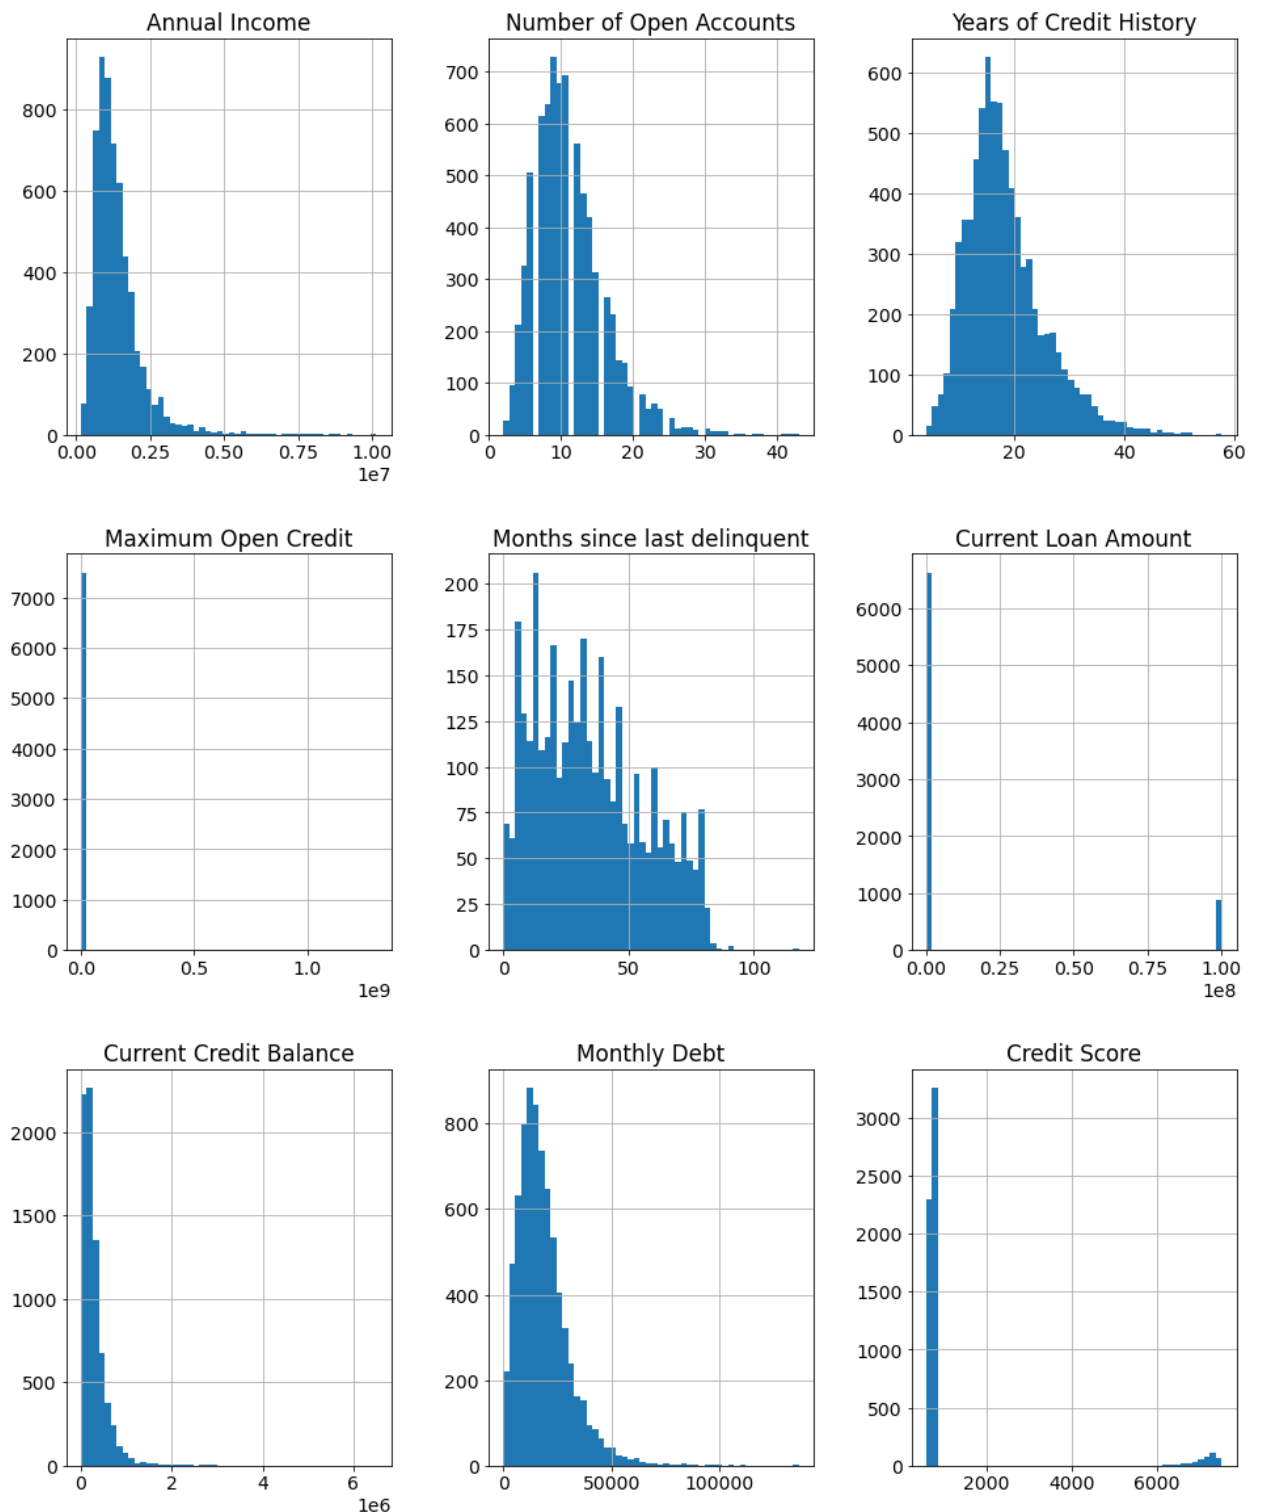 Annual Income
800
600
400
200
0
0.00 0.25 0.50 0.75 1.00
1e7
Number of Open Accounts
700
600
500
400
300
200
100
0
0 10 20 30 40
Years of Credit History
600
500
400
300
200
100
0
20 40 60
Maximum Open Credit
7000
6000
5000
4000
3000
2000
1000
0
0.0 0.5 1.0
1e9
Months since last delinquent
200
175
150
125
100
75
50
25
0
0 50 100
Current Loan Amount
6000
5000
4000
3000
2000
1000
0
0.00 0.25 0.50 0.75 1.00
1e8
Current Credit Balance
2000
1500
1000
500
0
0 2 4 6
1e6
Monthly Debt
800
600
400
200
0
0 50000 100000
Credit Score
3000
2500
2000
1500
1000
500
0
2000 4000 6000